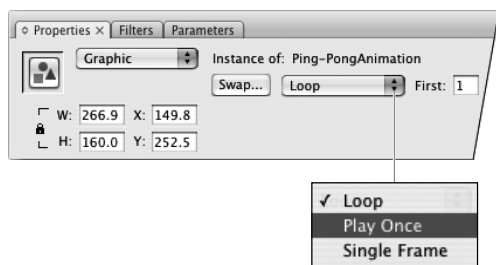 Properties × Filters Parameters
Graphic Instance of: Ping-PongAnimation
Swap... Loop First: 1
W: 266.9 X: 149.8
H: 160.0 Y: 252.5
✓ Loop
Play Once
Single Frame